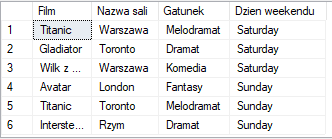 Film Nazwa sali Gatunek Dzien weekendu
1 Titanic Warszawa Melodramat Saturday
2 Gladiator Toronto Dramat Saturday
3 Wilk z ... Warszawa Komedia Saturday
4 Avatar London Fantasy Sunday
5 Titanic Toronto Melodramat Sunday
6 Interste... Rzym Dramat Sunday